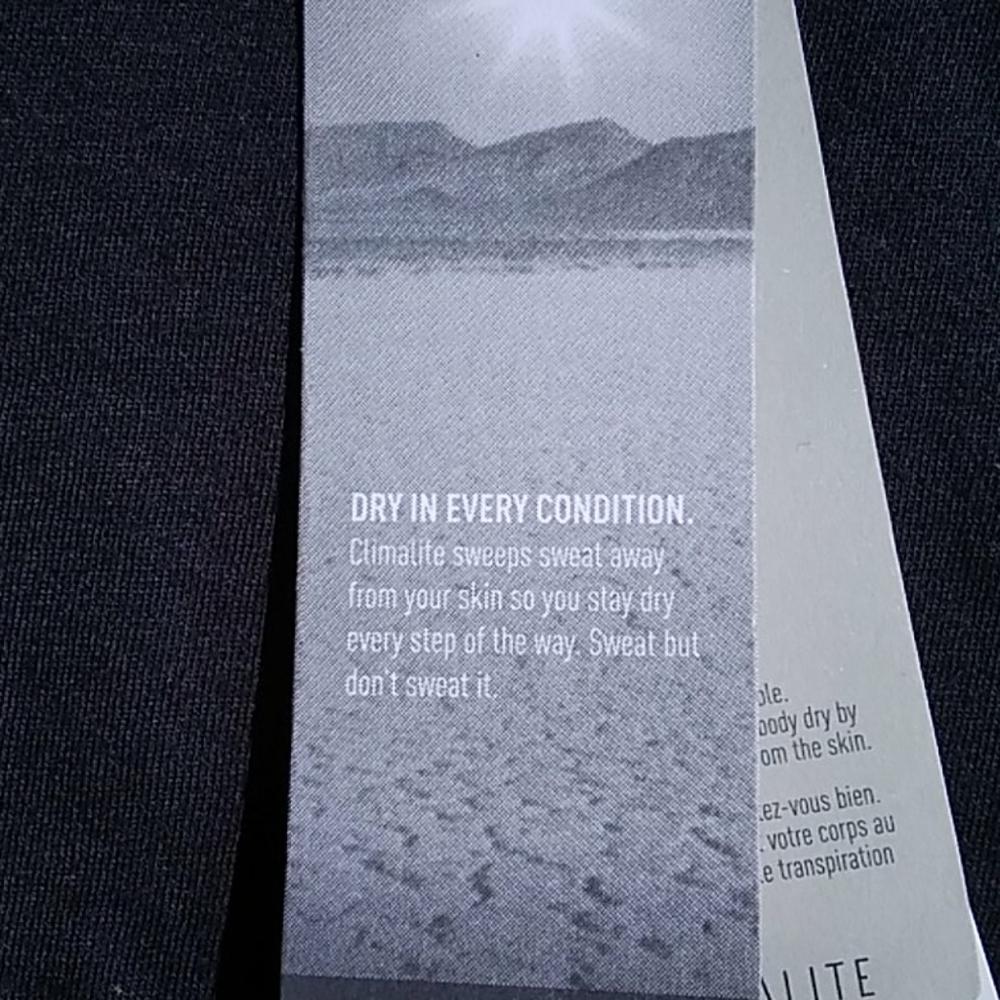 DRY IN EVERY CONDITION.
Climalite sweeps sweat away
from your skin so you stay dry
every step of the way. Sweat but
don't sweat it.
body dry by
om the skin.
ez-vous bien.
votre corps au
transpiration
ALITE